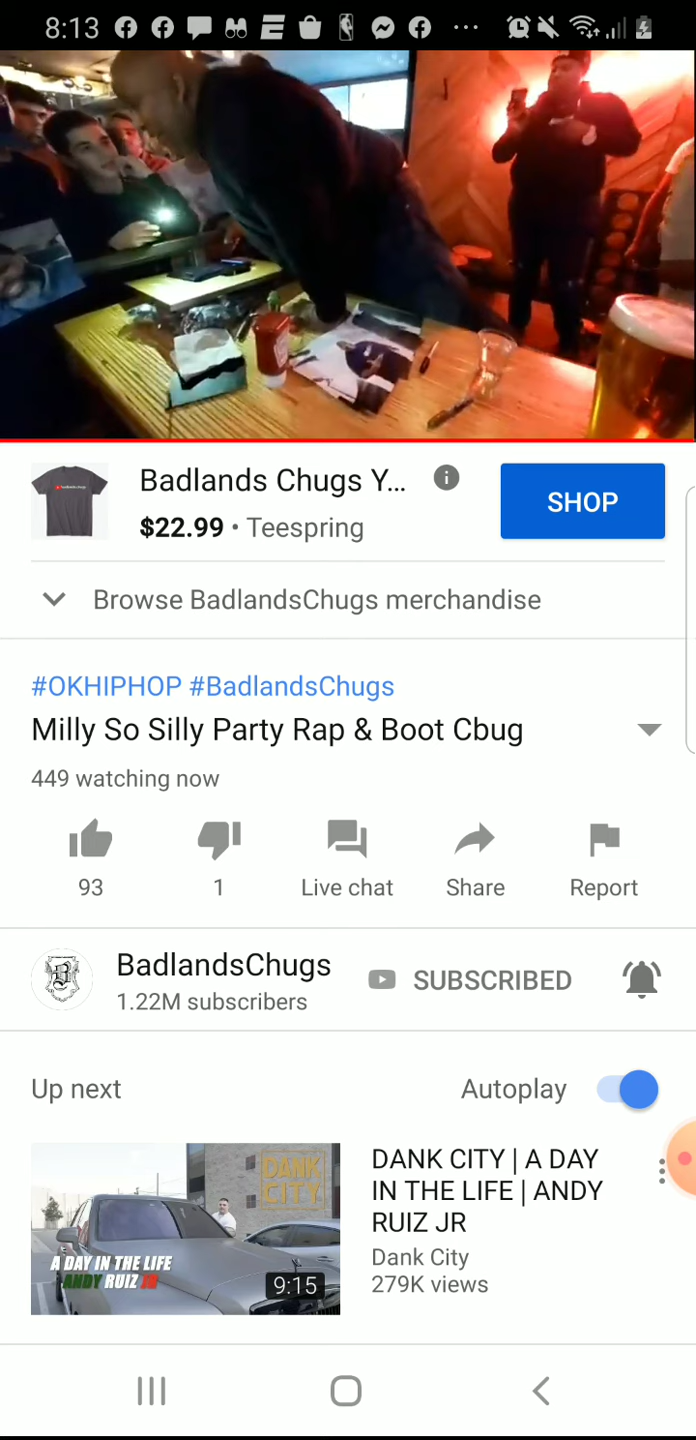 8:13
Badlands Chugs Y...
$22.99 • Teespring
SHOP
Browse BadlandsChugs merchandise
#OKHIPHOP #BadlandsChugs
Milly So Silly Party Rap & Boot Cbug
449 watching now
93
1
Live chat
Share
Report
BadlandsChugs
1.22M subscribers
SUBSCRIBED
Up next
Autoplay
DANK CITY
A DAY IN THE LIFE
ANDY RUIZ JR
9:15
DANK CITY | A DAY
IN THE LIFE | ANDY
RUIZ JR
Dank City
279K views